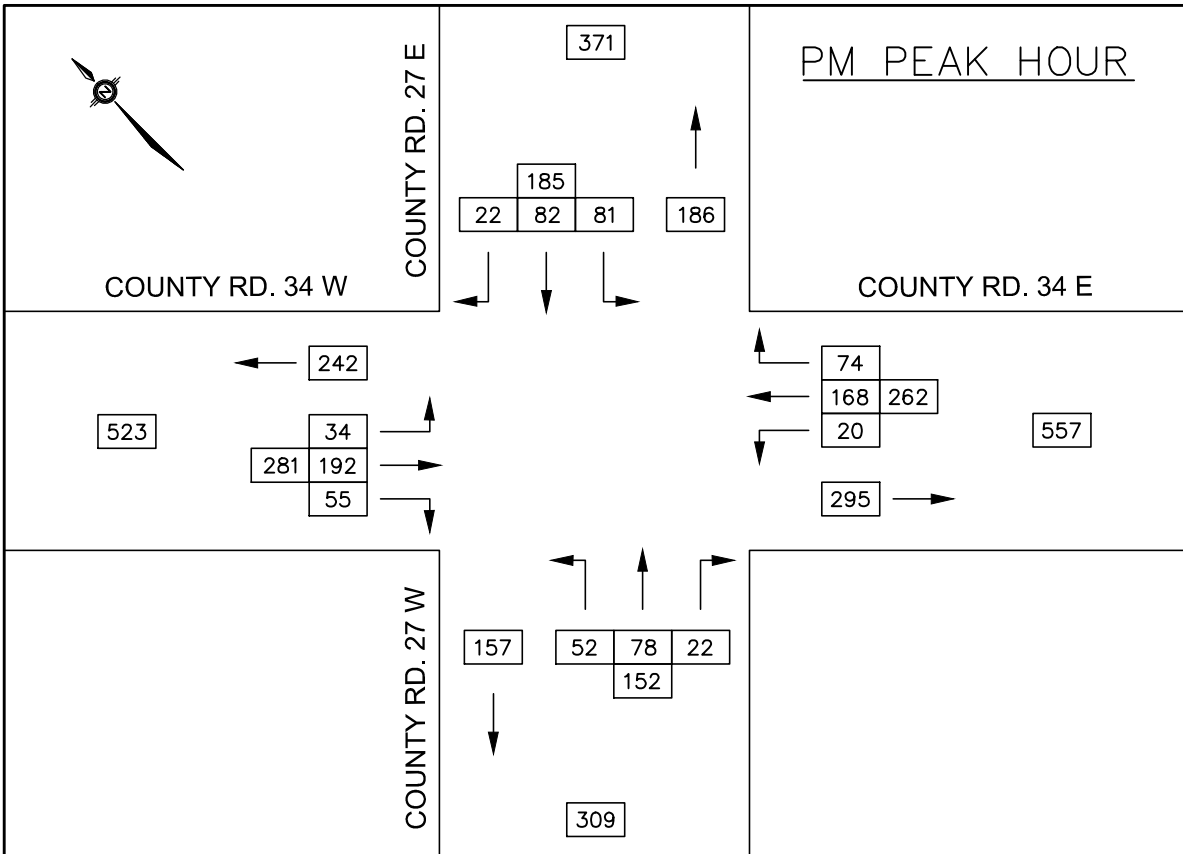 371
PM PEAK HOUR
N
COUNTY RD. 27 E
185
22 82 81
186
COUNTY RD. 34 W
COUNTY RD. 34 E
242
74
168 262
20
523
34
281 192
55
557
295
COUNTY RD. 27 W
157
52 78 22
152
309